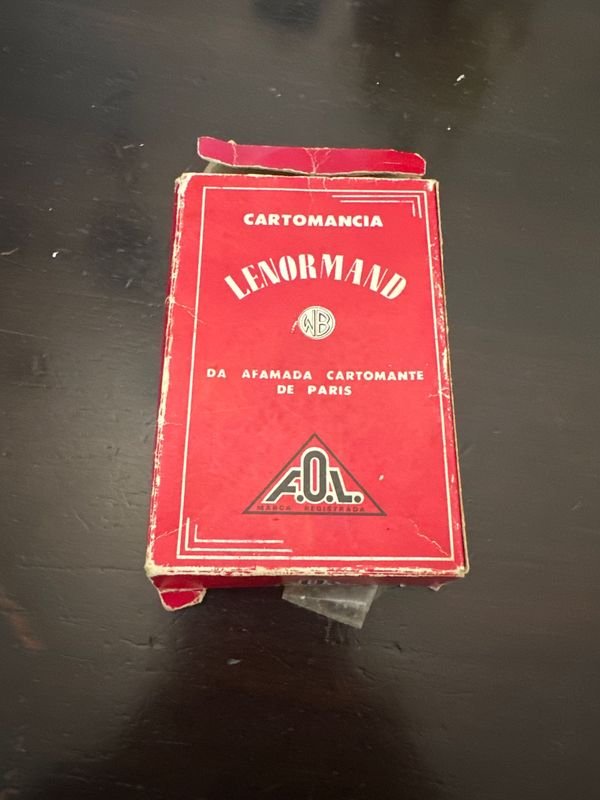 CARTOMANCIA
LENORMAND
WB
DA AFAMADA CARTOMANTE
DE PARIS
A.O.L.
MARCA REGISTRADA